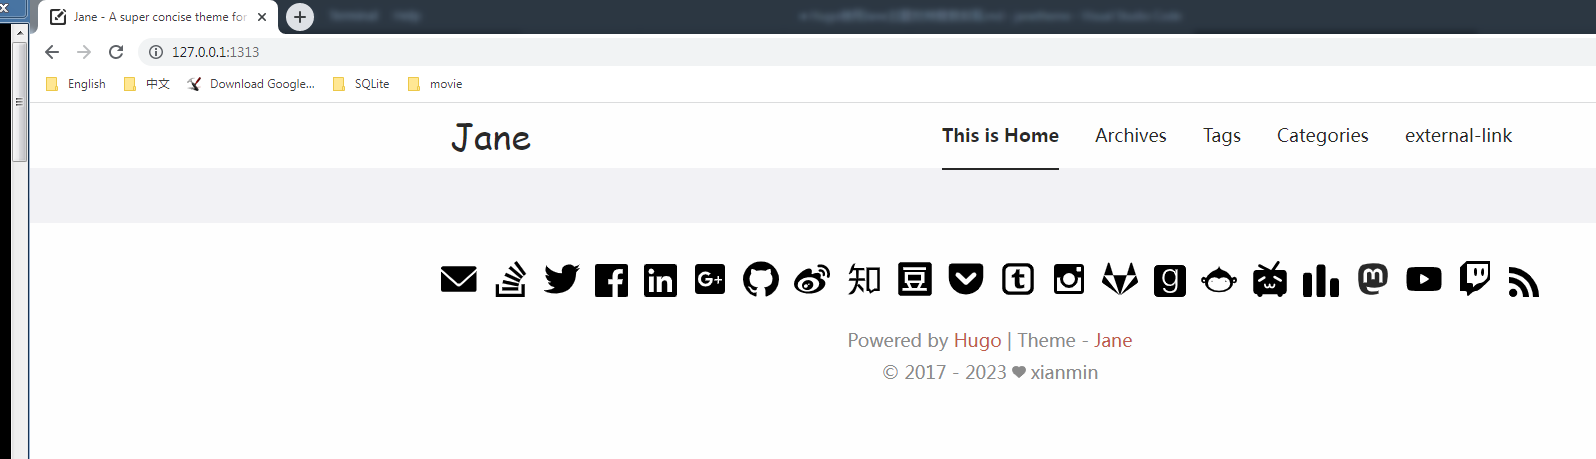 Jane - A super concise theme for
127.0.0.1:1313
English 中文 Download Google... SQLite movie
Jane This is Home Archives Tags Categories external-link
知 豆 t g
Powered by Hugo | Theme - Jane
© 2017 - 2023 xianmin